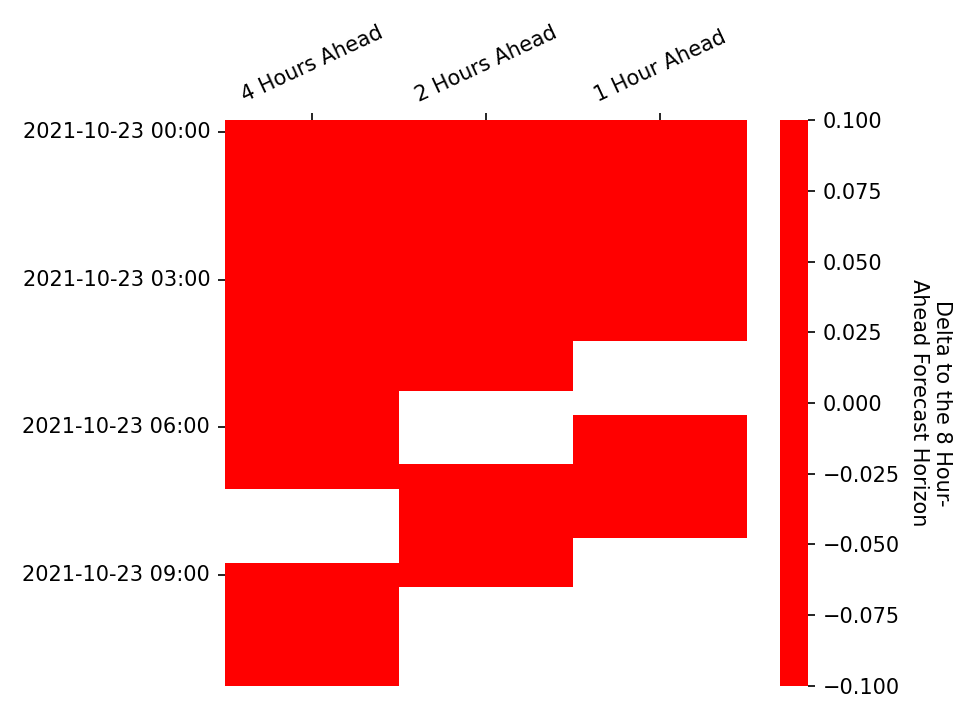 4 Hours Ahead
2 Hours Ahead
1 Hour Ahead
2021-10-23 00:00
2021-10-23 03:00
2021-10-23 06:00
2021-10-23 09:00
0.100
0.075
0.050
0.025
0.000
−0.025
−0.050
−0.075
−0.100
Delta to the 8 Hour-
Ahead Forecast Horizon